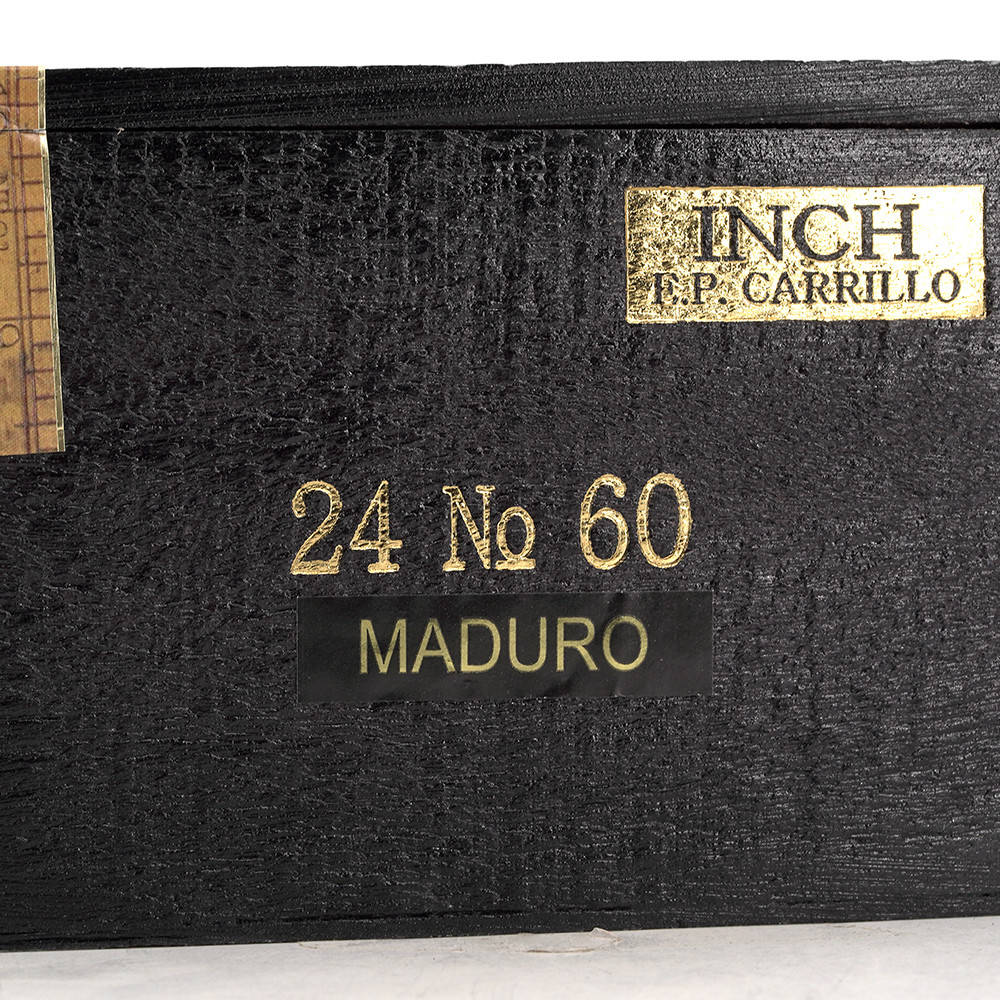 INCH
E.P. CARRILLO
24 No 60
MADURO